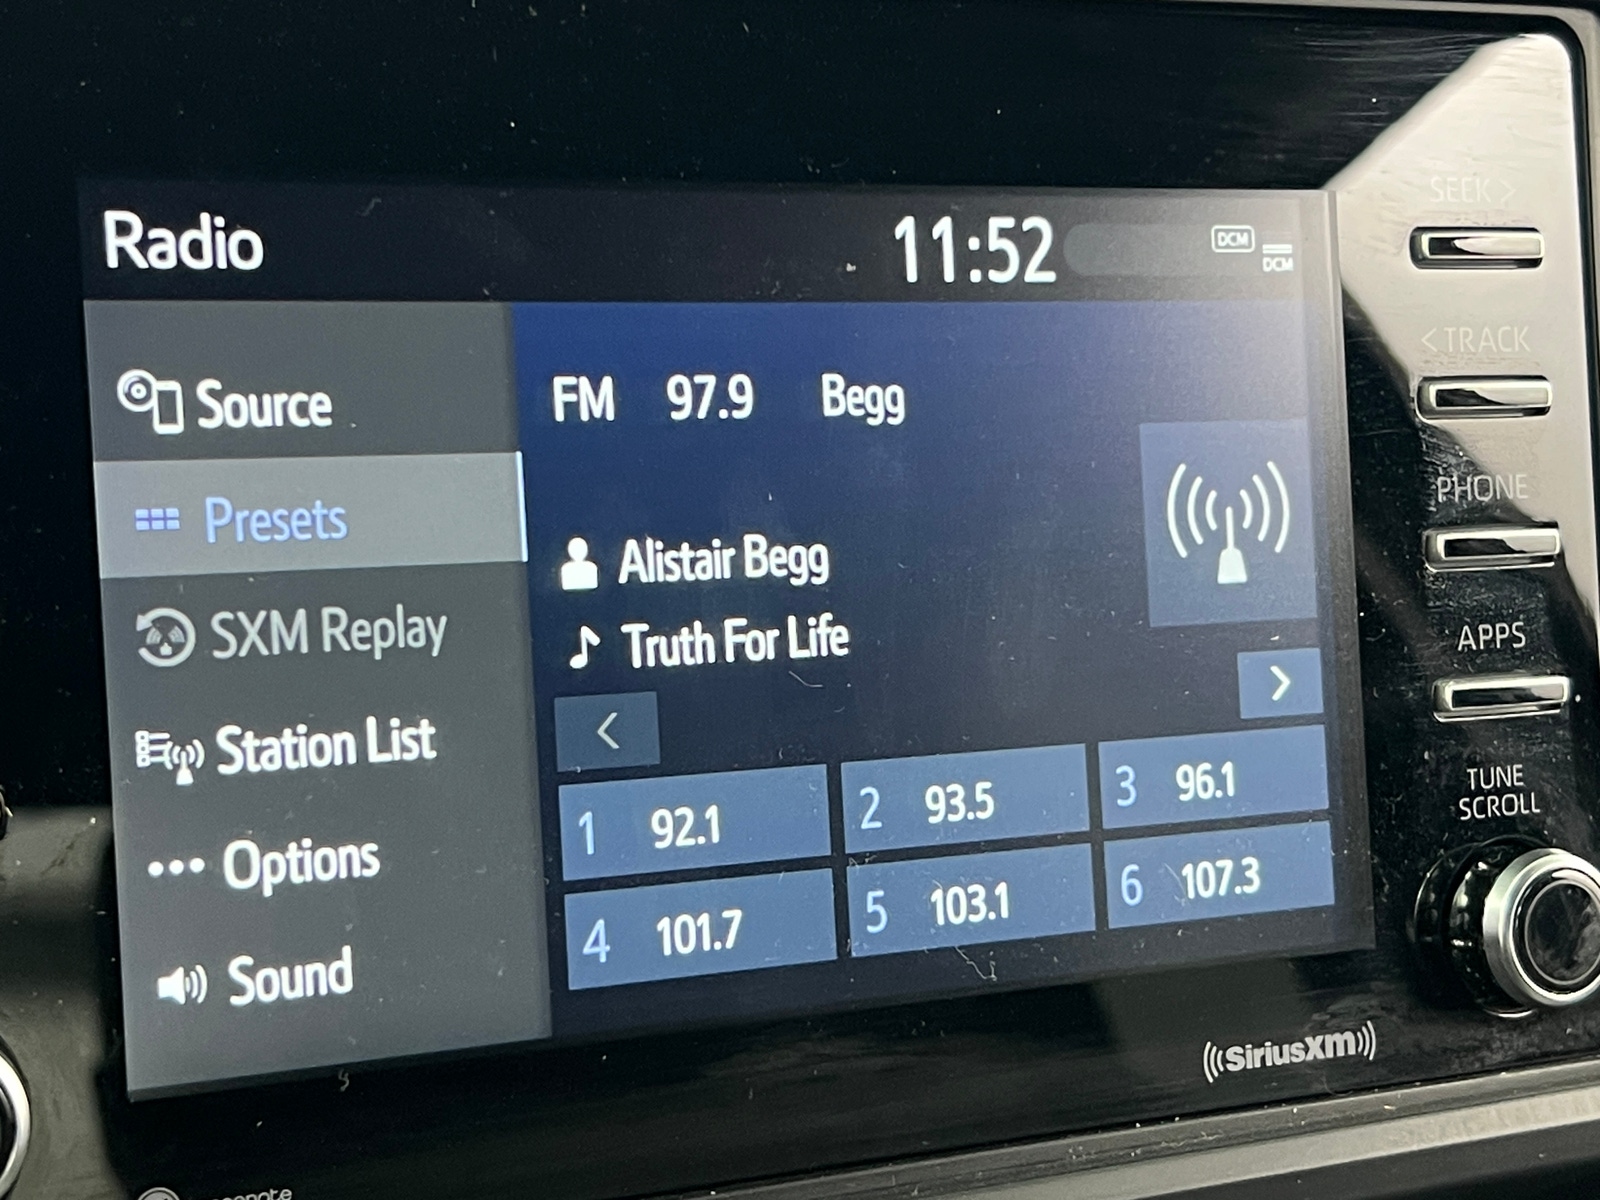 Radio
11:52
DCM
DCM
SEEK >
< TRACK
PHONE
APPS
TUNE
SCROLL
Source
Presets
SXM Replay
Station List
Options
Sound
FM 97.9 Begg
Alistair Begg
Truth For Life
<
>
1 92.1
2 93.5
3 96.1
4 101.7
5 103.1
6 107.3
((SiriusXM))